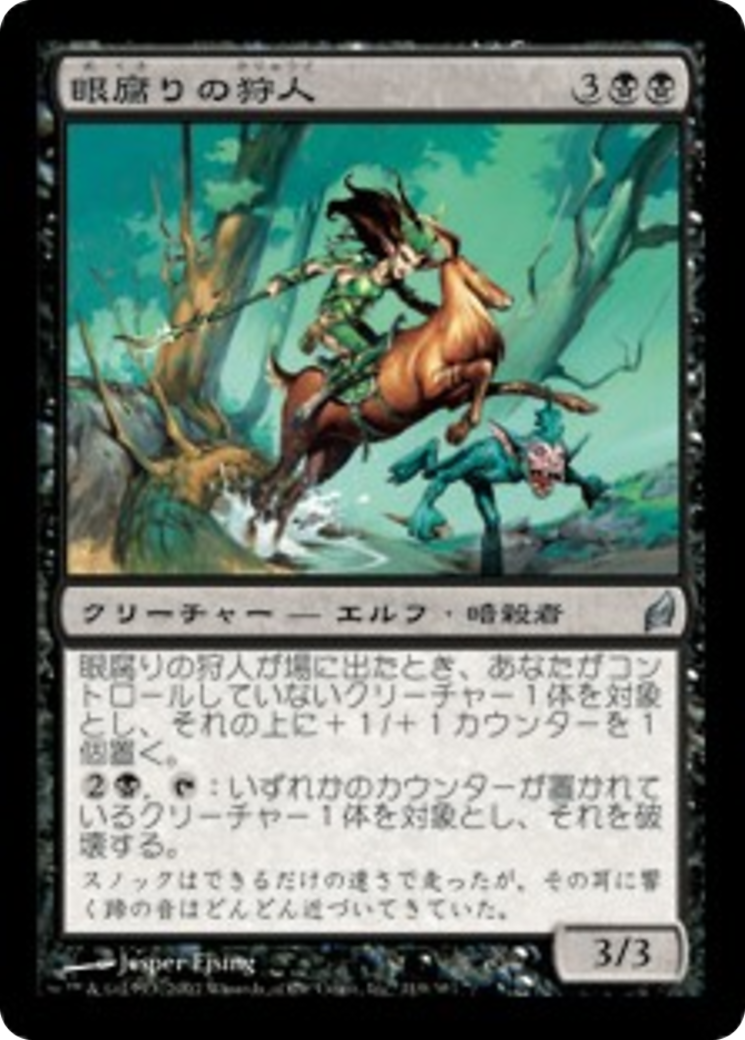 眼腐りの狩人
3
クリーチャー — エルフ・暗殺者
眼腐りの狩人が場に出たとき、あなたがコン
トロールしていないクリーチャー１体を対象
とし、それの上に＋１/＋１カウンターを１
個置く。
2 , : いずれかのカウンターが置かれて
いるクリーチャー１体を対象とし、それを破
壊する。
スノックはできるだけの速さで走ったが、その耳に響
く蹄の音はどんどん近づいてきていた。
3/3
Jesper Ejsing